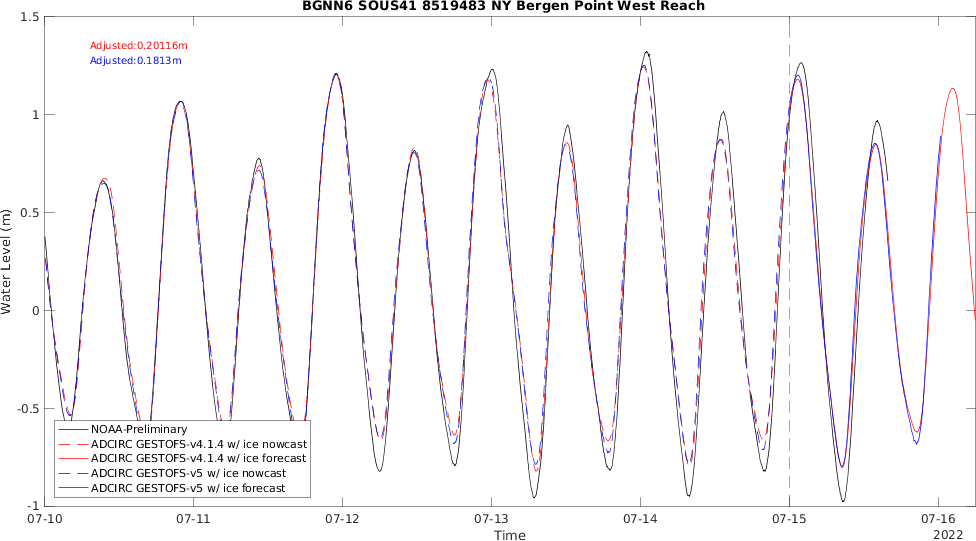 BGNN6 SOUS41 8519483 NY Bergen Point West Reach
Adjusted:0.20116m
Adjusted:0.1813m
1.5
1
0.5
0
-0.5
-1
Water Level (m)
NOAA-Preliminary
ADCIRC GESTOFS-v4.1.4 w/ ice nowcast
ADCIRC GESTOFS-v4.1.4 w/ ice forecast
ADCIRC GESTOFS-v5 w/ ice nowcast
ADCIRC GESTOFS-v5 w/ ice forecast
07-10 07-11 07-12 07-13 07-14 07-15 07-16
Time
2022